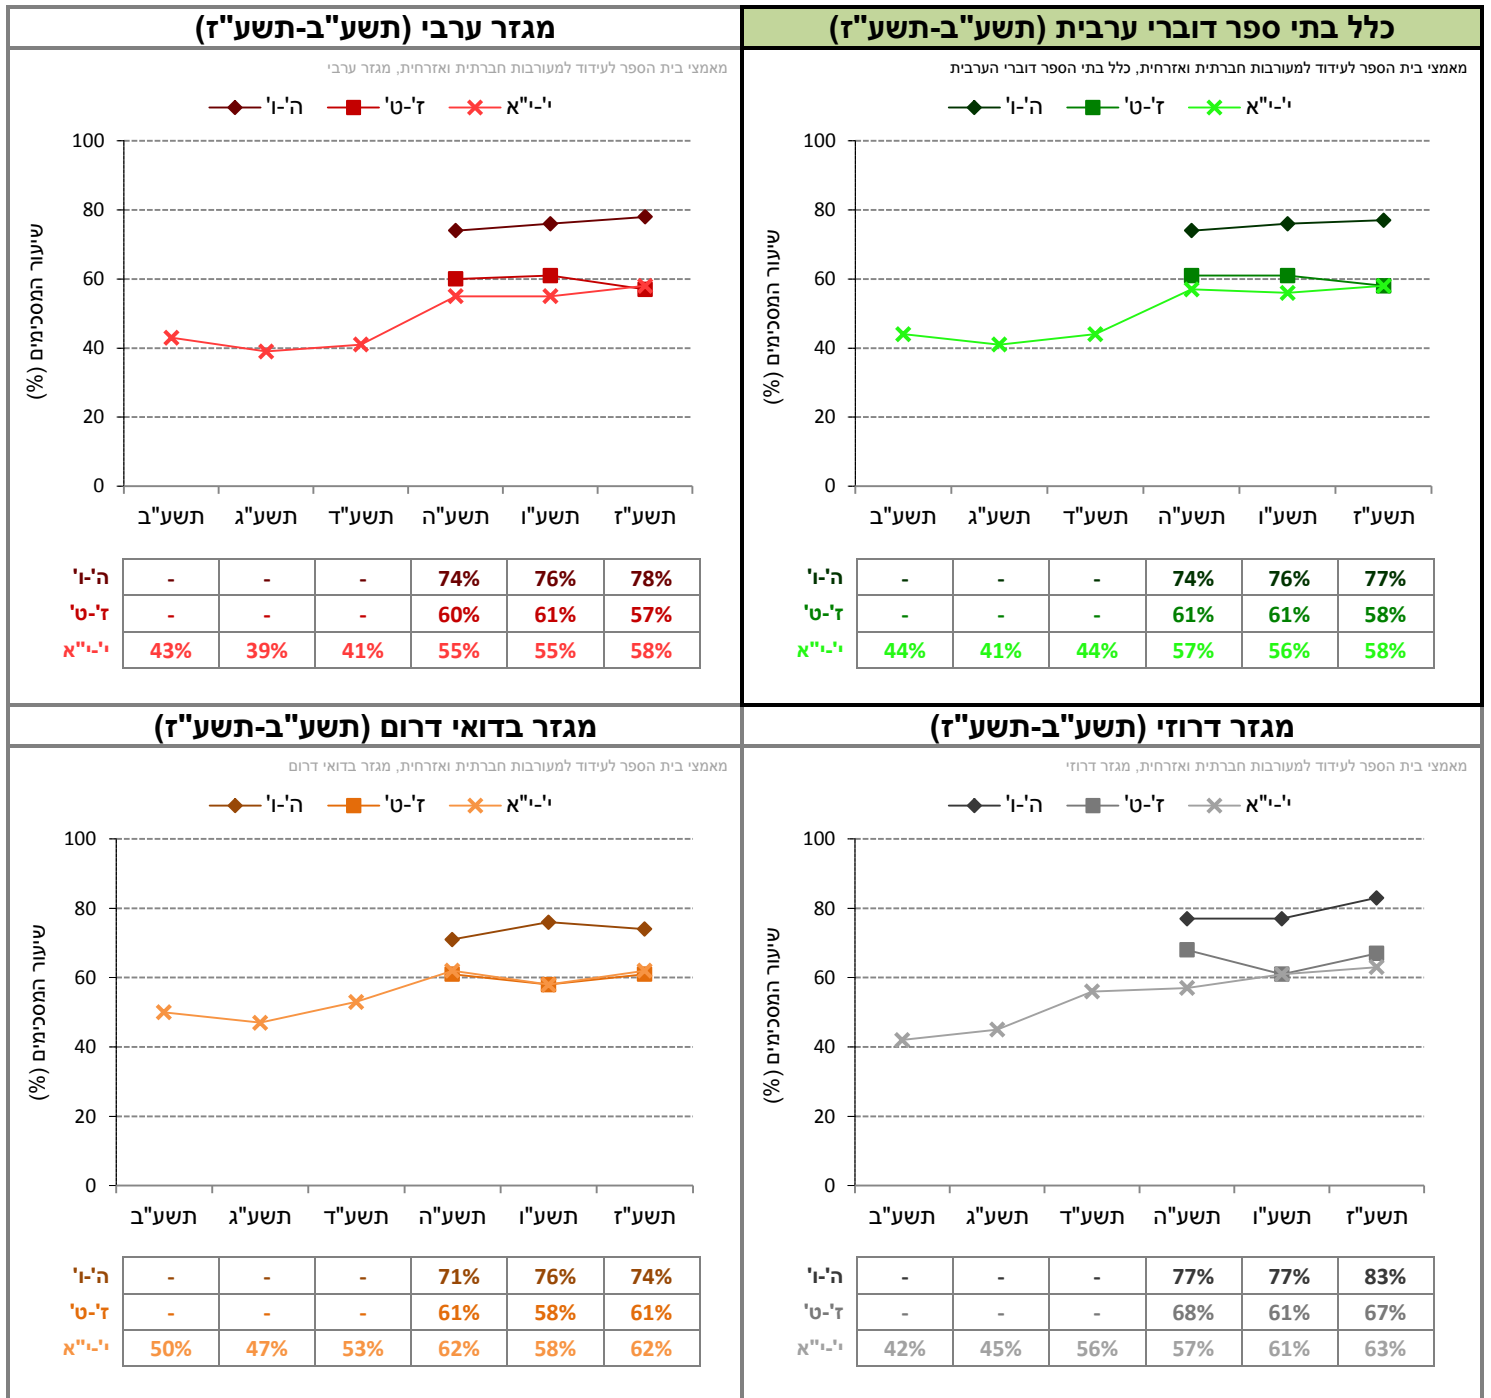 כלל בתי ספר דוברי ערבית (תשע"ב-תשע"ז)
מאמצי בית הספר לעידוד למעורבות חברתית ואזרחית, כלל בתי הספר דוברי הערבית
ה'-ו' ז'-ט' י'-י"א
שיעור המסכימים (%)
100
80
60
40
20
0
תשע"ב תשע"ג תשע"ד תשע"ה תשע"ו תשע"ז
ה'-ו' - - - 74% 76% 77%
ז'-ט' - - - 61% 61% 58%
י'-י"א 44% 41% 44% 57% 56% 58%
מגזר ערבי (תשע"ב-תשע"ז)
מאמצי בית הספר לעידוד למעורבות חברתית ואזרחית, מגזר ערבי
ה'-ו' ז'-ט' י'-י"א
שיעור המסכימים (%)
100
80
60
40
20
0
תשע"ב תשע"ג תשע"ד תשע"ה תשע"ו תשע"ז
ה'-ו' - - - 74% 76% 78%
ז'-ט' - - - 60% 61% 57%
י'-י"א 43% 39% 41% 55% 55% 58%
מגזר דרוזי (תשע"ב-תשע"ז)
מאמצי בית הספר לעידוד למעורבות חברתית ואזרחית, מגזר דרוזי
ה'-ו' ז'-ט' י'-י"א
שיעור המסכימים (%)
100
80
60
40
20
0
תשע"ב תשע"ג תשע"ד תשע"ה תשע"ו תשע"ז
ה'-ו' - - - 77% 77% 83%
ז'-ט' - - - 68% 61% 67%
י'-י"א 42% 45% 56% 57% 61% 63%
מגזר בדואי דרום (תשע"ב-תשע"ז)
מאמצי בית הספר לעידוד למעורבות חברתית ואזרחית, מגזר בדואי דרום
ה'-ו' ז'-ט' י'-י"א
שיעור המסכימים (%)
100
80
60
40
20
0
תשע"ב תשע"ג תשע"ד תשע"ה תשע"ו תשע"ז
ה'-ו' - - - 71% 76% 74%
ז'-ט' - - - 61% 58% 61%
י'-י"א 50% 47% 53% 62% 58% 62%